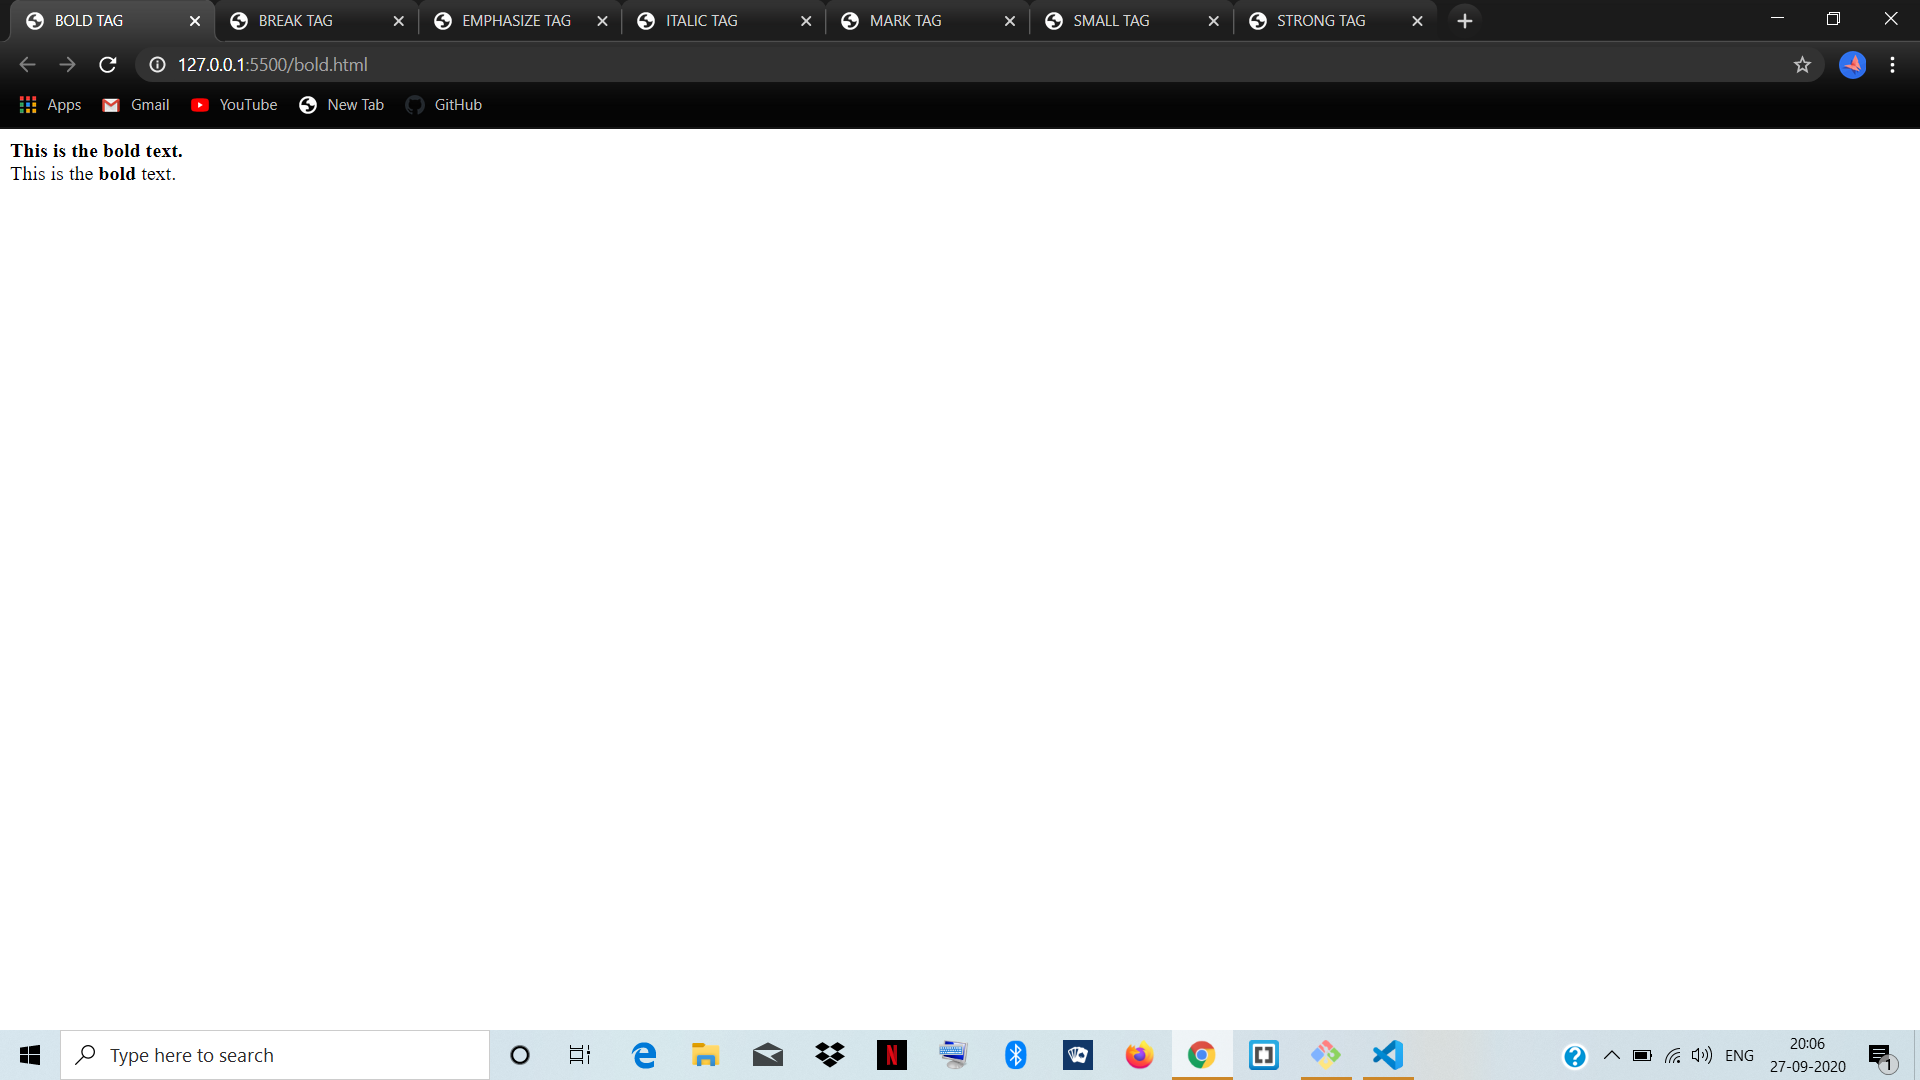 BOLD TAG
BREAK TAG
EMPHASIZE TAG
ITALIC TAG
MARK TAG
SMALL TAG
STRONG TAG
127.0.0.1:5500/bold.html
Apps
Gmail
YouTube
New Tab
GitHub
This is the bold text.
This is the bold text.
Type here to search
N
ENG
20:06
27-09-2020
1